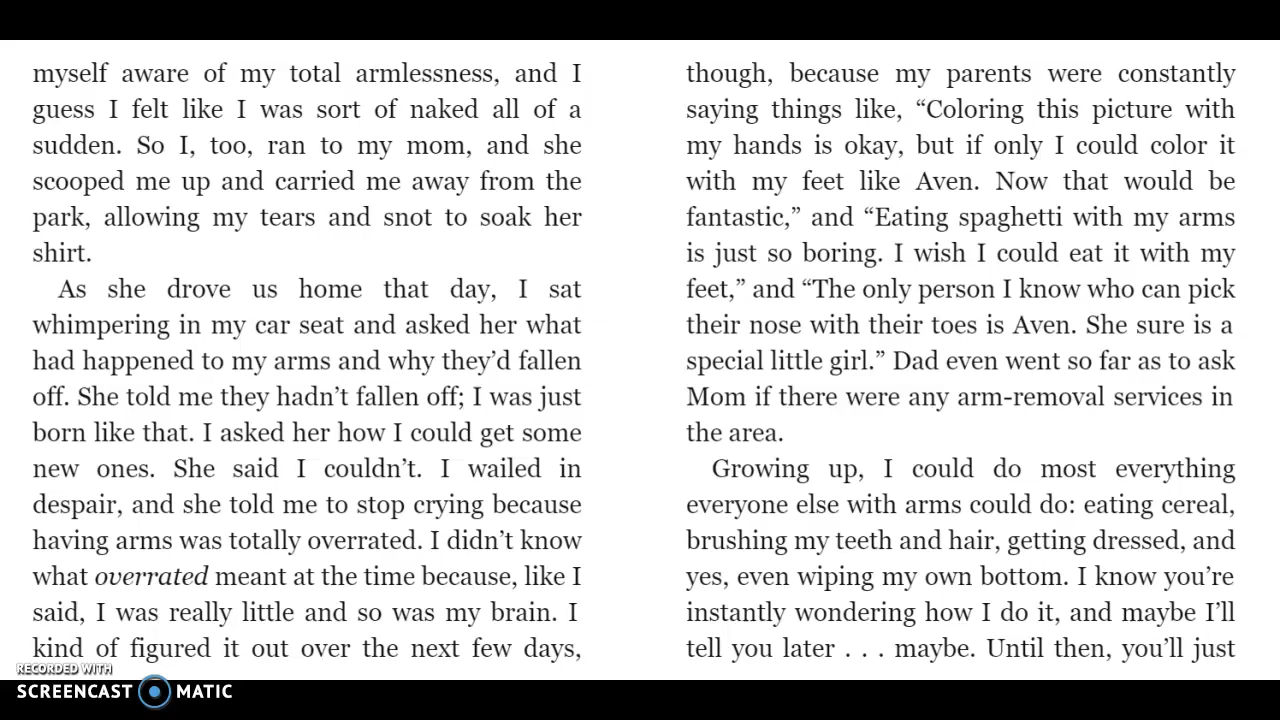 myself aware of my total armlessness, and I
guess I felt like I was sort of naked all of a
sudden. So I, too, ran to my mom, and she
scooped me up and carried me away from the
park, allowing my tears and snot to soak her
shirt.
As she drove us home that day, I sat
whimpering in my car seat and asked her what
had happened to my arms and why they’d fallen
off. She told me they hadn’t fallen off; I was just
born like that. I asked her how I could get some
new ones. She said I couldn’t. I wailed in
despair, and she told me to stop crying because
having arms was totally overrated. I didn’t know
what overrated meant at the time because, like I
said, I was really little and so was my brain. I
kind of figured it out over the next few days,
though, because my parents were constantly
saying things like, “Coloring this picture with
my hands is okay, but if only I could color it
with my feet like Aven. Now that would be
fantastic,” and “Eating spaghetti with my arms
is just so boring. I wish I could eat it with my
feet,” and “The only person I know who can pick
their nose with their toes is Aven. She sure is a
special little girl.” Dad even went so far as to ask
Mom if there were any arm-removal services in
the area.
Growing up, I could do most everything
everyone else with arms could do: eating cereal,
brushing my teeth and hair, getting dressed, and
yes, even wiping my own bottom. I know you’re
instantly wondering how I do it, and maybe I’ll
tell you later . . . maybe. Until then, you’ll just
RECORDED WITH
SCREENCAST MATIC